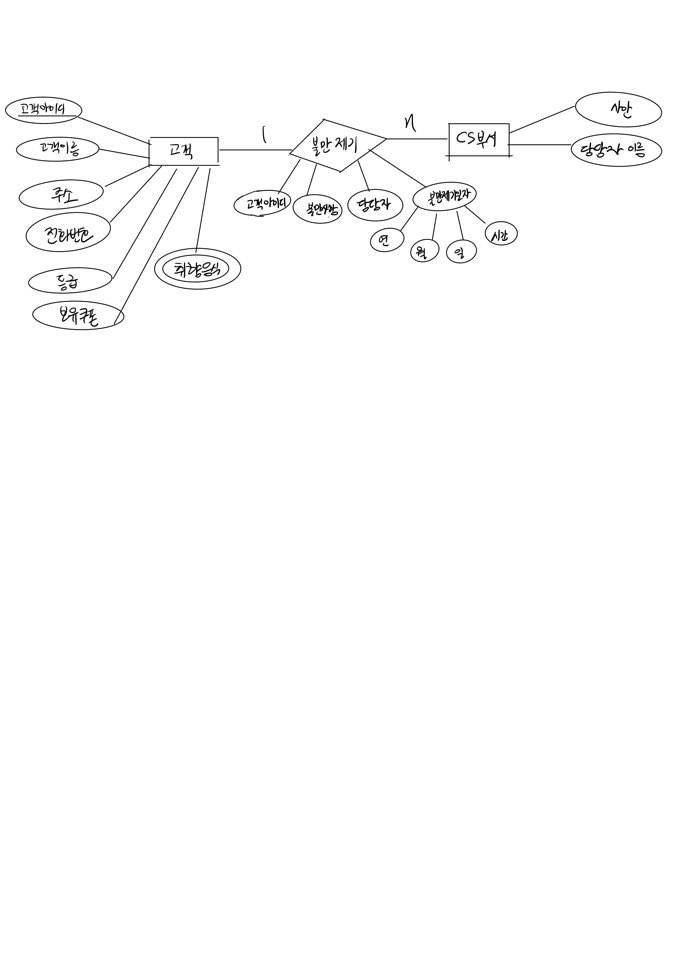 고객아이디
고객이름
주소
전화번호
등급
보유쿠폰
취향음식
고객
1
불만 제기
n
고객아이디
불만사항
담당자
불만제기일자
연
월
일
시간
CS부서
사안
담당자 이름